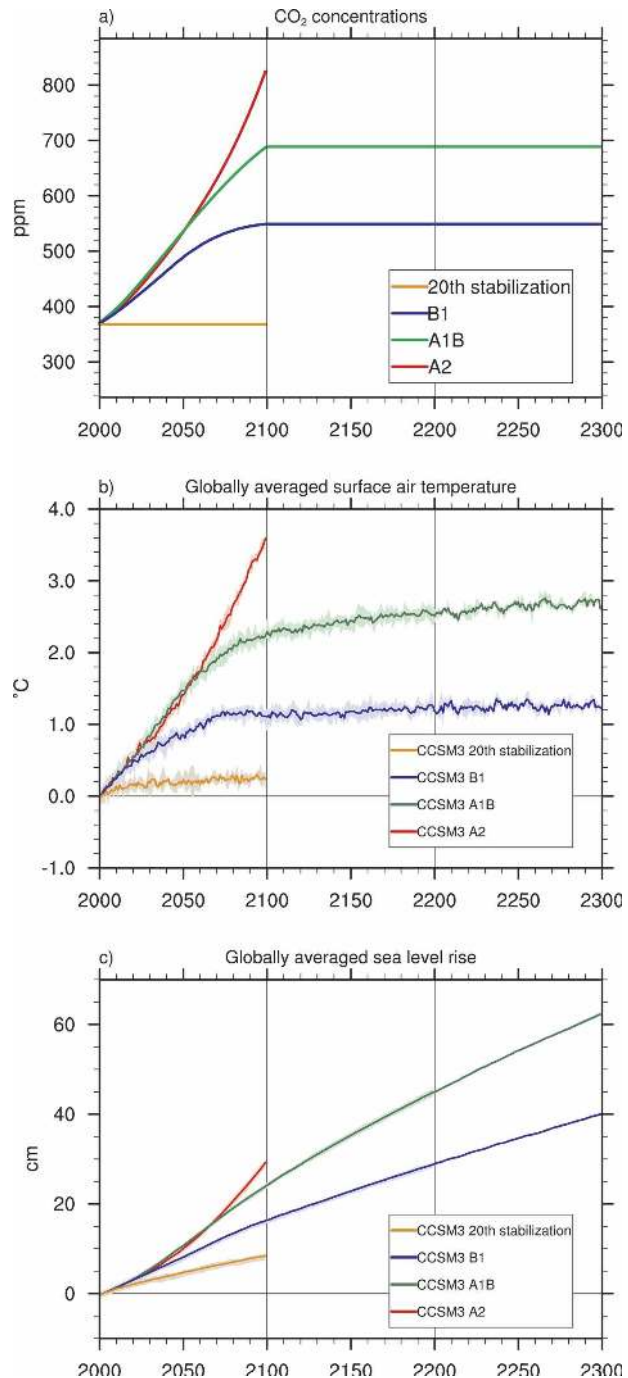 a) CO₂ concentrations
800
700
600
500
400
300
ppm
20th stabilization
B1
A1B
A2
2000 2050 2100 2150 2200 2250 2300
b) Globally averaged surface air temperature
4.0
3.0
2.0
1.0
0.0
-1.0
°C
CCSM3 20th stabilization
CCSM3 B1
CCSM3 A1B
CCSM3 A2
2000 2050 2100 2150 2200 2250 2300
c) Globally averaged sea level rise
60
40
20
0
cm
CCSM3 20th stabilization
CCSM3 B1
CCSM3 A1B
CCSM3 A2
2000 2050 2100 2150 2200 2250 2300